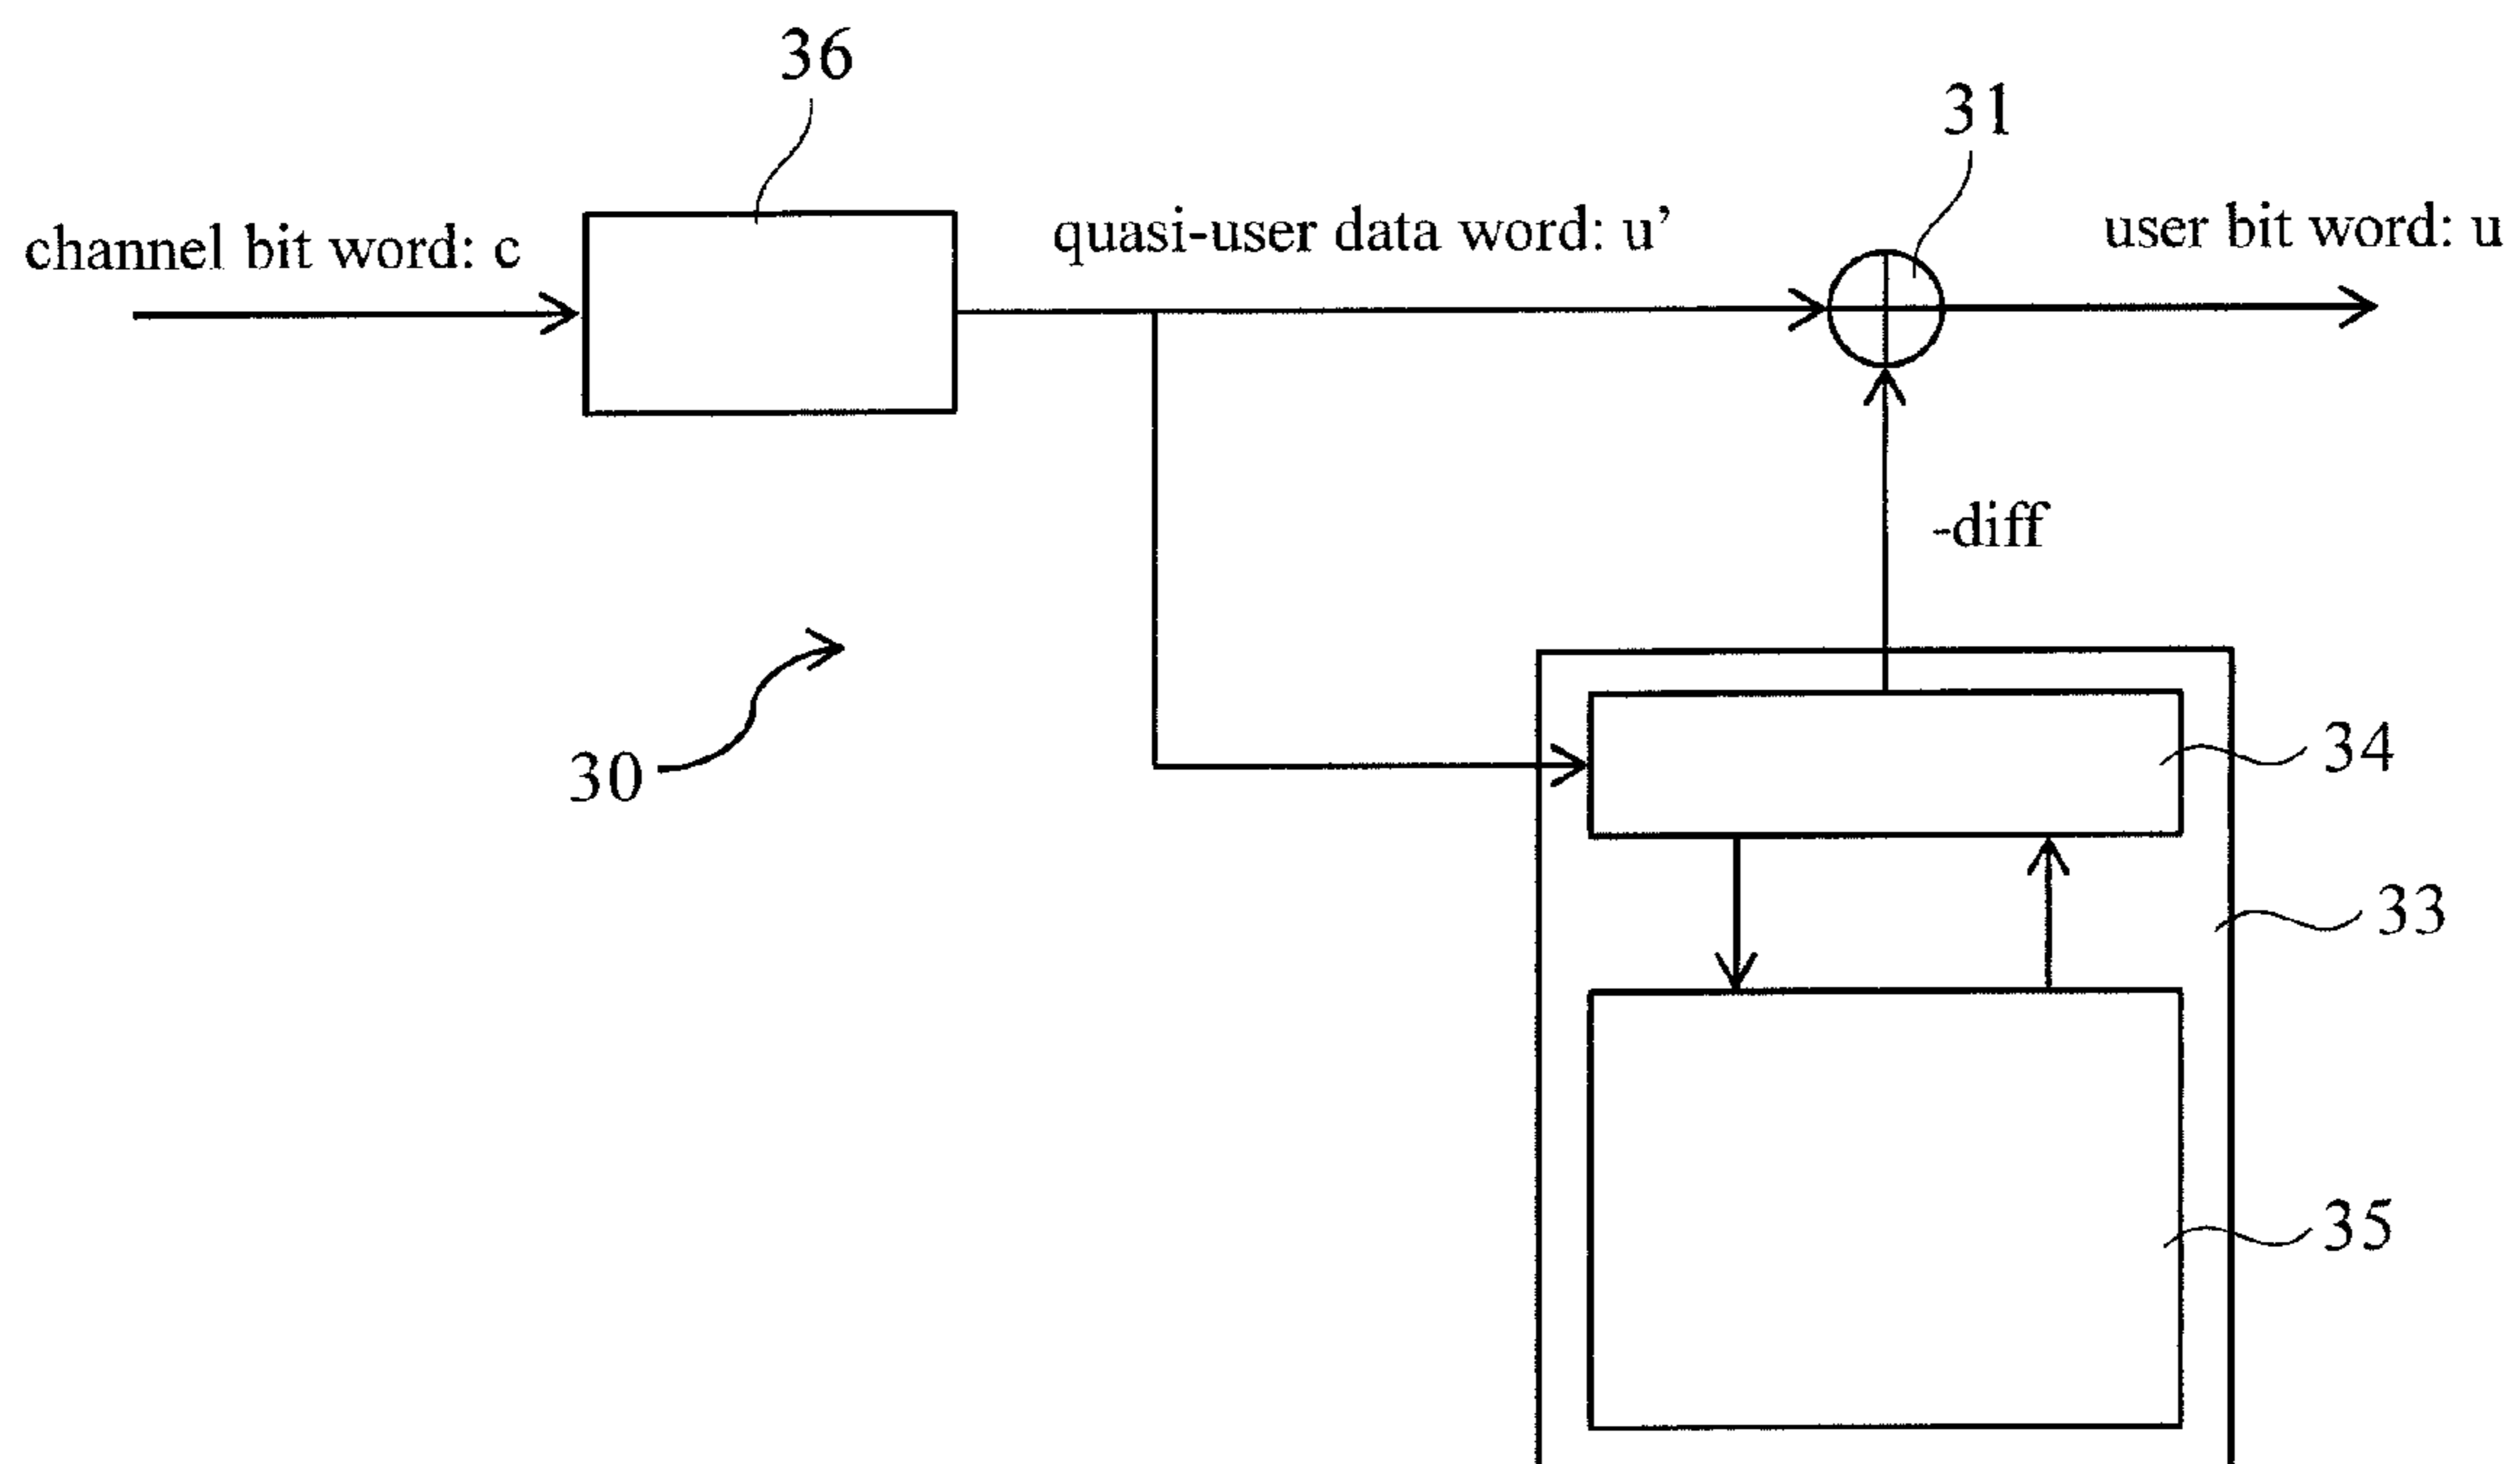 36
31
channel bit word: c
quasi-user data word: u’
user bit word: u
-diff
30
34
33
35